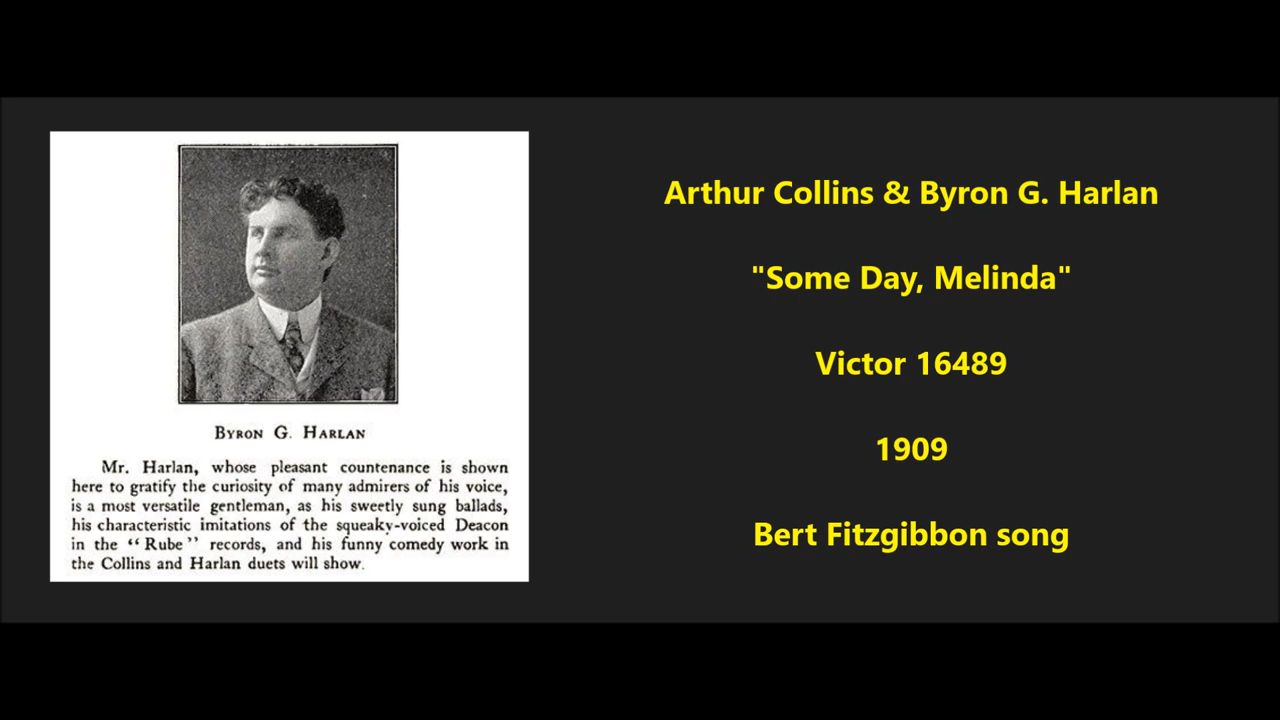 Arthur Collins & Byron G. Harlan
"Some Day, Melinda"
Victor 16489
1909
Bert Fitzgibbon song
BYRON G. HARLAN
Mr. Harlan, whose pleasant countenance is shown
here to gratify the curiosity of many admirers of his voice,
is a most versatile gentleman, as his sweetly sung ballads,
his characteristic imitations of the squeaky-voiced Deacon
in the “Rube” records, and his funny comedy work in
the Collins and Harlan duets will show.